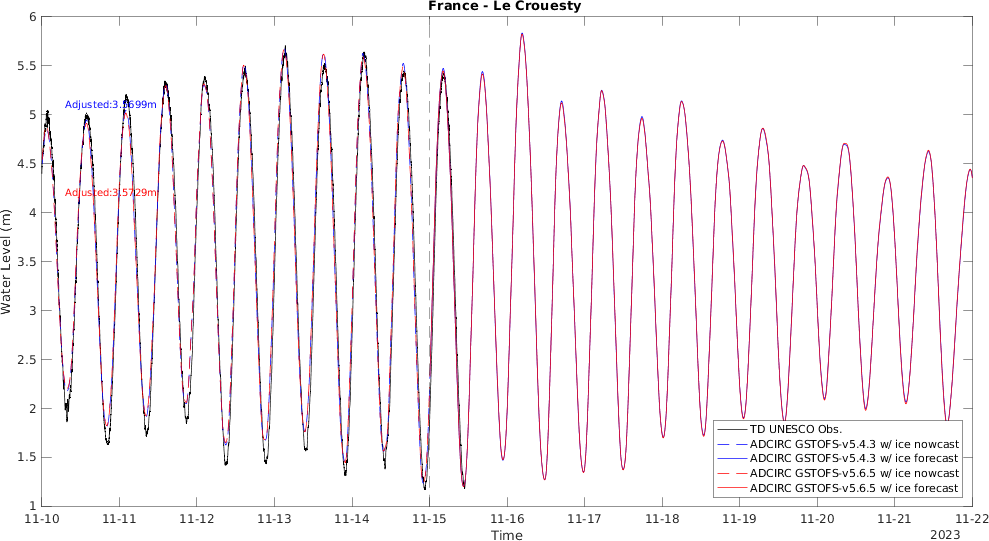 France - Le Crouesty
6
5.5
5
4.5
4
3.5
3
2.5
2
1.5
1
Water Level (m)
Adjusted:3.5699m
Adjusted:3.5729m
TD UNESCO Obs.
ADCIRC GSTOFS-v5.4.3 w/ ice nowcast
ADCIRC GSTOFS-v5.4.3 w/ ice forecast
ADCIRC GSTOFS-v5.6.5 w/ ice nowcast
ADCIRC GSTOFS-v5.6.5 w/ ice forecast
11-10 11-11 11-12 11-13 11-14 11-15 11-16 11-17 11-18 11-19 11-20 11-21 11-22
Time
2023